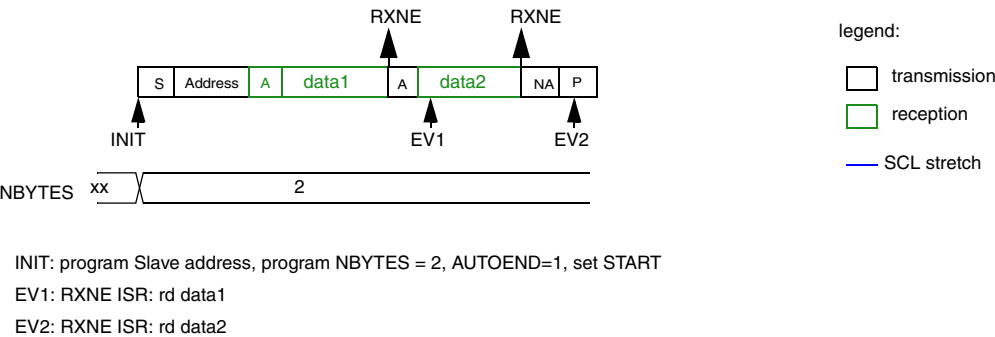 RXNE RXNE
legend:
S Address A data1 A data2 NA P
transmission
reception
INIT EV1 EV2
SCL stretch
NBYTES xx 2
INIT: program Slave address, program NBYTES = 2, AUTOEND=1, set START
EV1: RXNE ISR: rd data1
EV2: RXNE ISR: rd data2